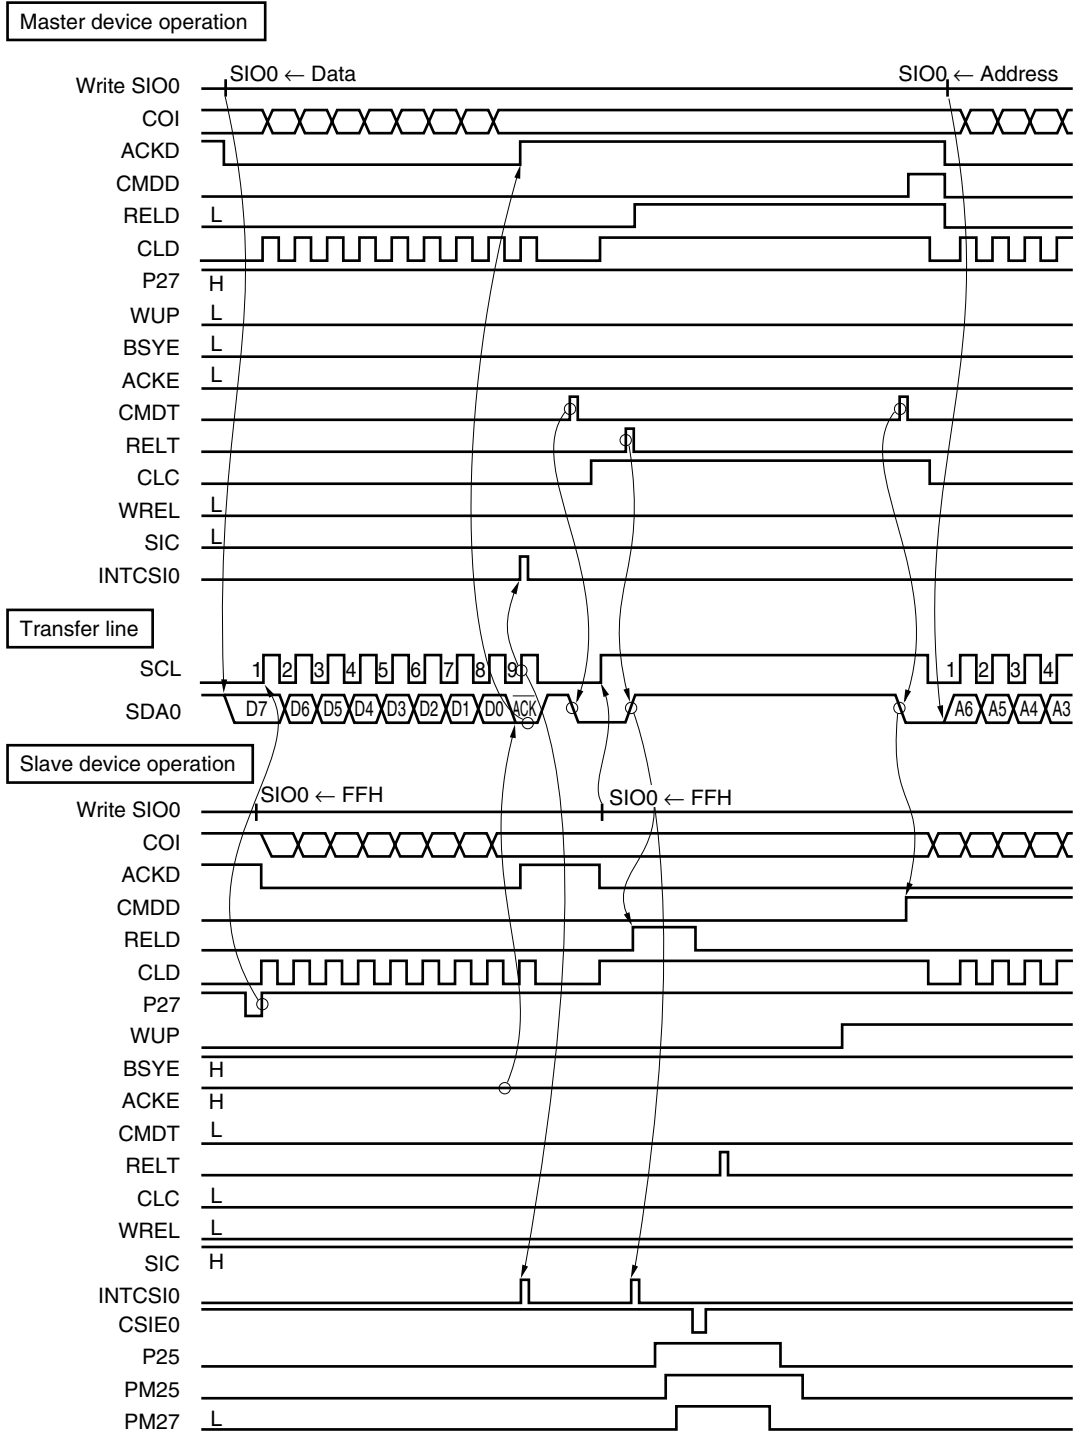 Master device operation
SIO0 ← Data SIO0 ← Address
Write SIO0
COI
ACKD
CMDD
RELD L
CLD
P27 H
WUP L
BSYE L
ACKE L
CMDT
RELT
CLC
WREL L
SIC L
INTCSI0
Transfer line
SCL 1 2 3 4 5 6 7 8 9 1 2 3 4
SDA0 D7 D6 D5 D4 D3 D2 D1 D0 A̅C̅K̅ A6 A5 A4 A3
Slave device operation
SIO0 ← FFH SIO0 ← FFH
Write SIO0
COI
ACKD
CMDD
RELD
CLD
P27
WUP
BSYE H
ACKE H
CMDT L
RELT
CLC L
WREL L
SIC H
INTCSI0
CSIE0
P25
PM25
PM27 L